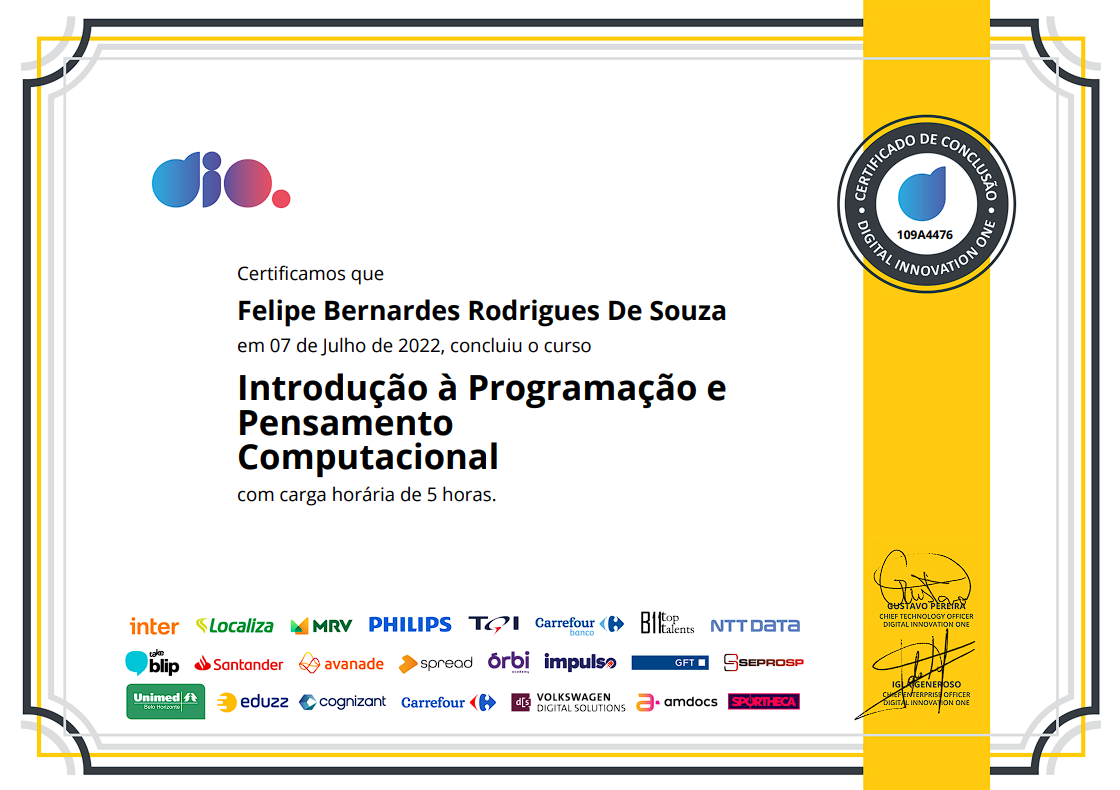 dio.
CERTIFICADO DE CONCLUSÃO
109A4476
DIGITAL INNOVATION ONE
Certificamos que
Felipe Bernardes Rodrigues De Souza
em 07 de Julho de 2022, concluiu o curso
Introdução à Programação e
Pensamento
Computacional
com carga horária de 5 horas.
GUSTAVO PEREIRA
CHIEF TECHNOLOGY OFFICER
DIGITAL INNOVATION ONE
inter Localiza MRV PHILIPS TQI Carrefour banco B11 top talents NTT DATA
take blip Santander avanade spread órbi academy impulso GFT SEPROSP
IGL GENEROSO
CHIEF ENTERPRISE OFFICER
DIGITAL INNOVATION ONE
Unimed Belo Horizonte eduzz cognizant Carrefour d[s VOLKSWAGEN DIGITAL SOLUTIONS amdocs SPORTHECA